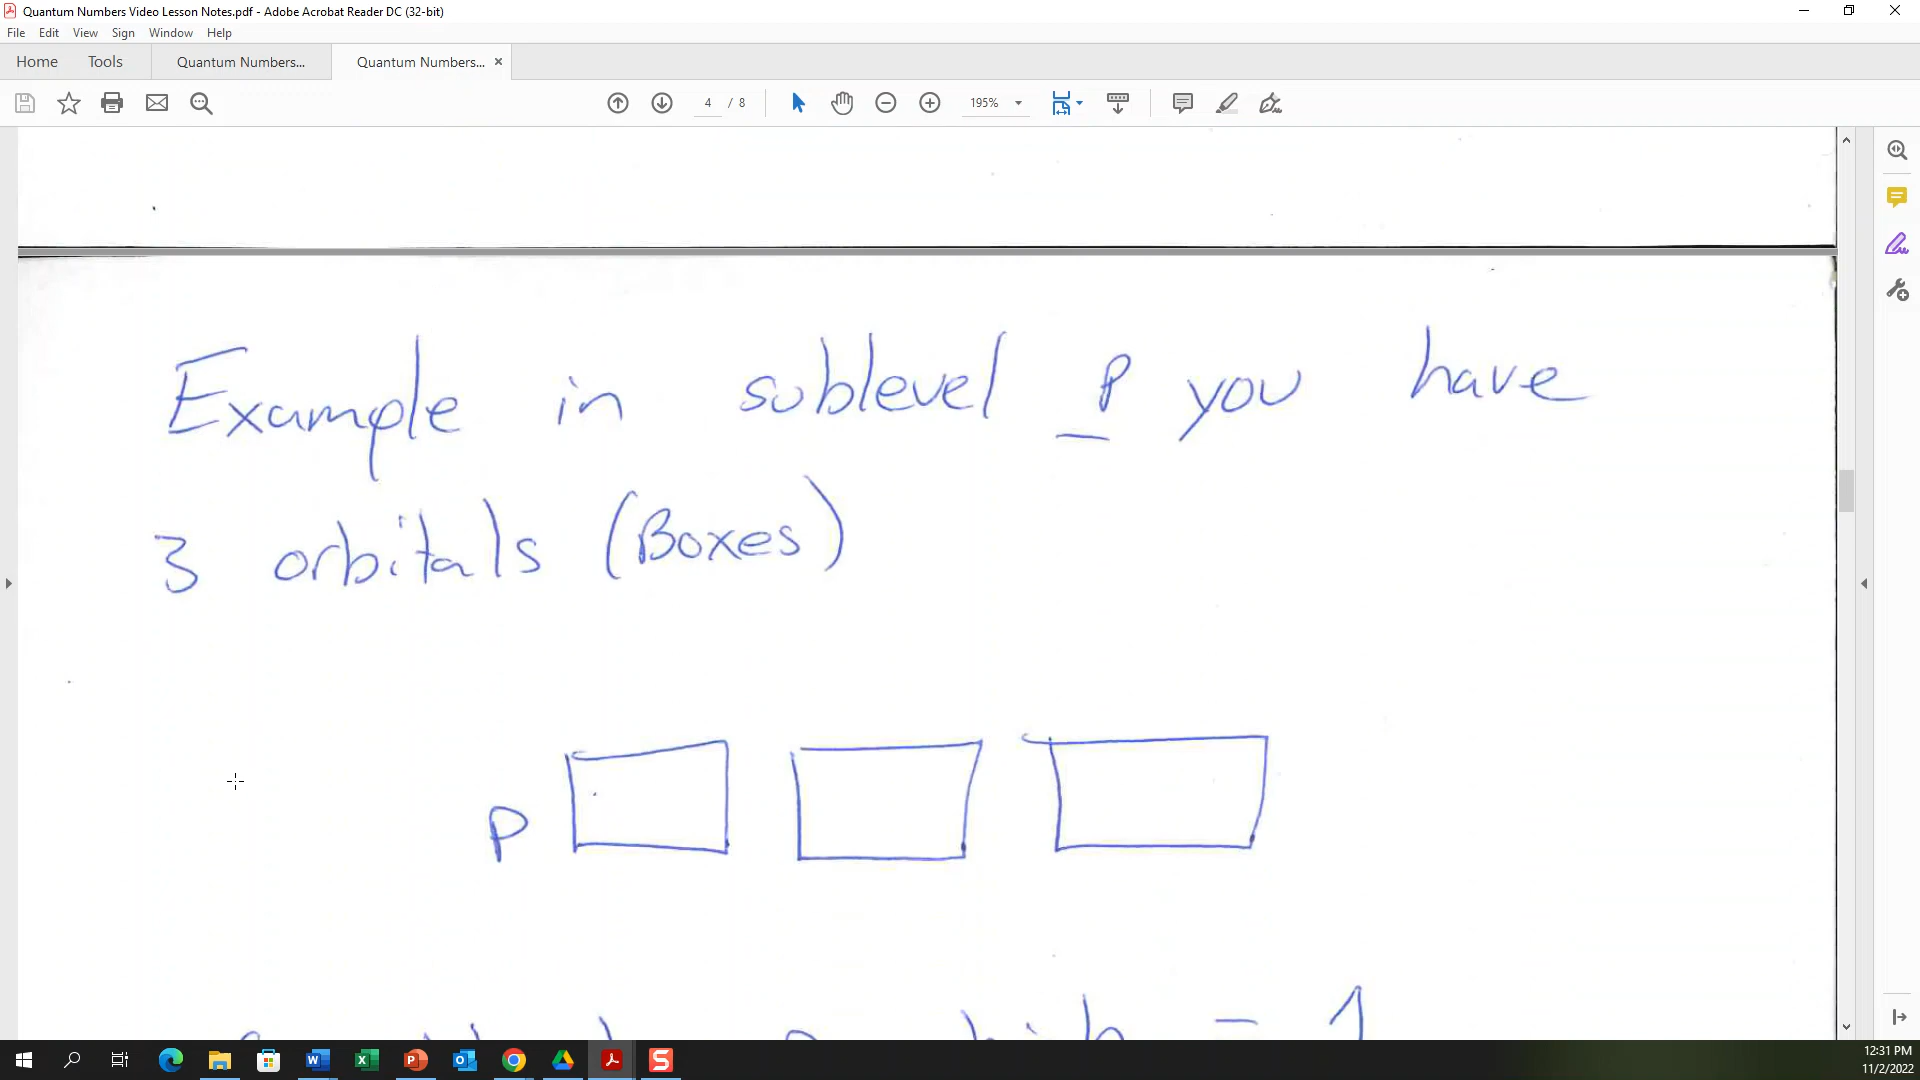 Quantum Numbers Video Lesson Notes.pdf - Adobe Acrobat Reader DC (32-bit)
File Edit View Sign Window Help
Home Tools Quantum Numbers... Quantum Numbers... ×
4 / 8 195%
Example in sublevel P you have
3 orbitals (Boxes)
P
= 1
12:31 PM
11/2/2022